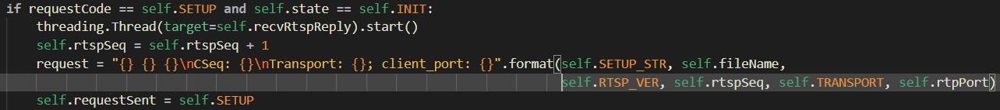 if requestCode == self.SETUP and self.state == self.INIT:
threading.Thread(target=self.recvRtspReply).start()
self.rtspSeq = self.rtspSeq + 1
request = "{} {} {}\nCSeq: {}\nTransport: {}; client_port: {}".format(self.SETUP_STR, self.fileName,
self.RTSP_VER, self.rtspSeq, self.TRANSPORT, self.rtpPort)
self.requestSent = self.SETUP